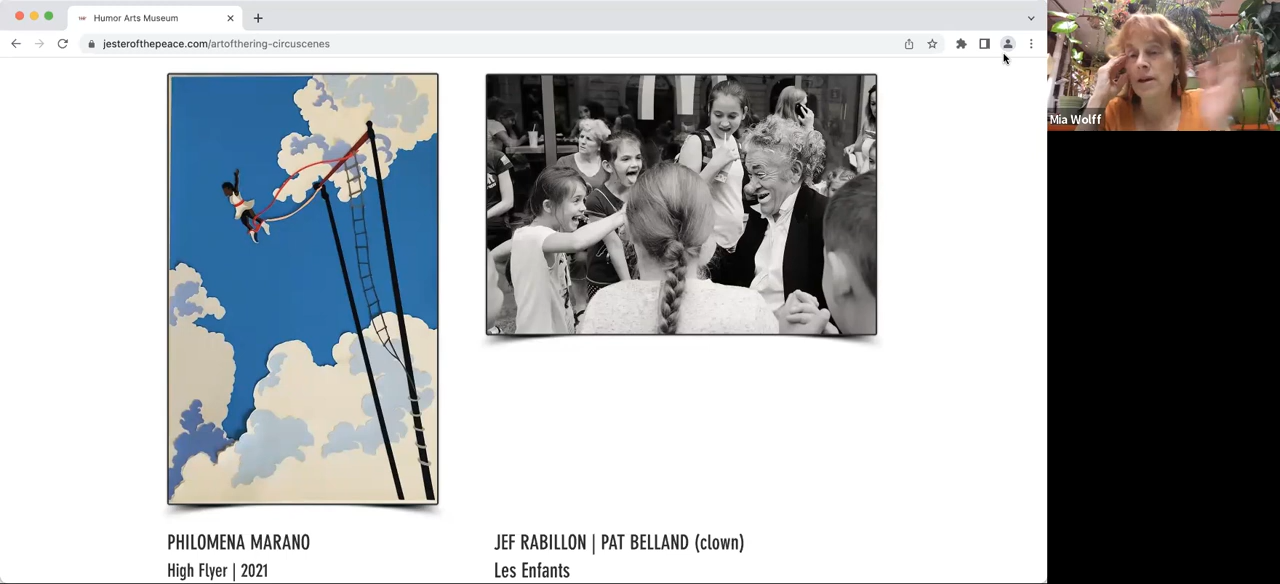 Humor Arts Museum
jesterofthepeace.com/artofthering-circuscenes
Mia Wolff
PHILOMENA MARANO
High Flyer | 2021
JEF RABILLON | PAT BELLAND (clown)
Les Enfants